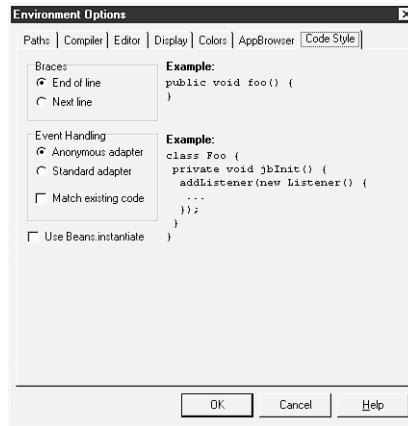 Environment Options
Paths Compiler Editor Display Colors AppBrowser Code Style
Braces
End of line
Next line
Example:
public void foo() {
}
Event Handling
Anonymous adapter
Standard adapter
Match existing code
Use Beans.instantiate
Example:
class Foo {
private void jbInit() {
addListener(new Listener() {
...
});
}
}
OK Cancel Help